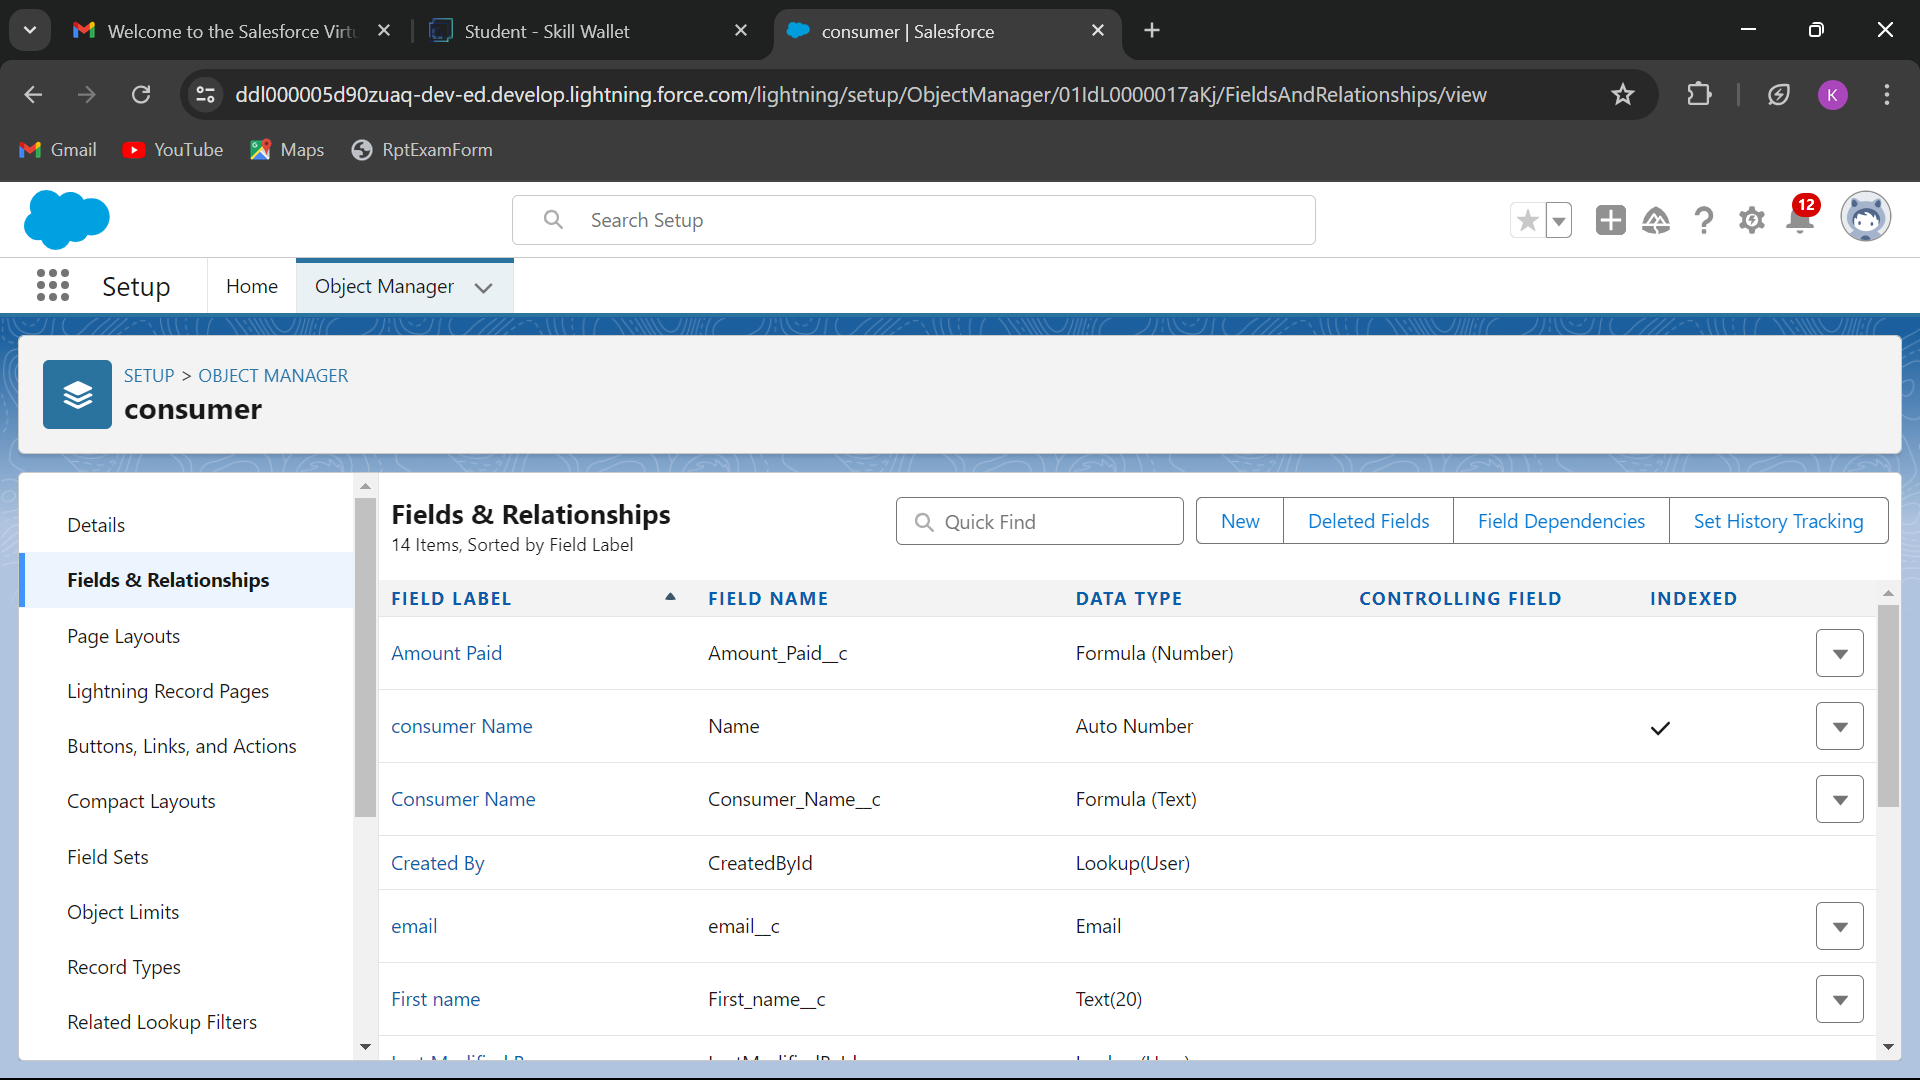 Welcome to the Salesforce Virtu
Student - Skill Wallet
consumer | Salesforce
ddl000005d90zuaq-dev-ed.develop.lightning.force.com/lightning/setup/ObjectManager/01IdL0000017aKj/FieldsAndRelationships/view
K
Gmail
YouTube
Maps
RptExamForm
Search Setup
12
Setup
Home
Object Manager
SETUP > OBJECT MANAGER
consumer
Details
Fields & Relationships
Page Layouts
Lightning Record Pages
Buttons, Links, and Actions
Compact Layouts
Field Sets
Object Limits
Record Types
Related Lookup Filters
Fields & Relationships
14 Items, Sorted by Field Label
Quick Find
New
Deleted Fields
Field Dependencies
Set History Tracking
FIELD LABEL FIELD NAME DATA TYPE CONTROLLING FIELD INDEXED
Amount Paid Amount_Paid__c Formula (Number)
consumer Name Name Auto Number
Consumer Name Consumer_Name__c Formula (Text)
Created By CreatedById Lookup(User)
email email__c Email
First name First_name__c Text(20)